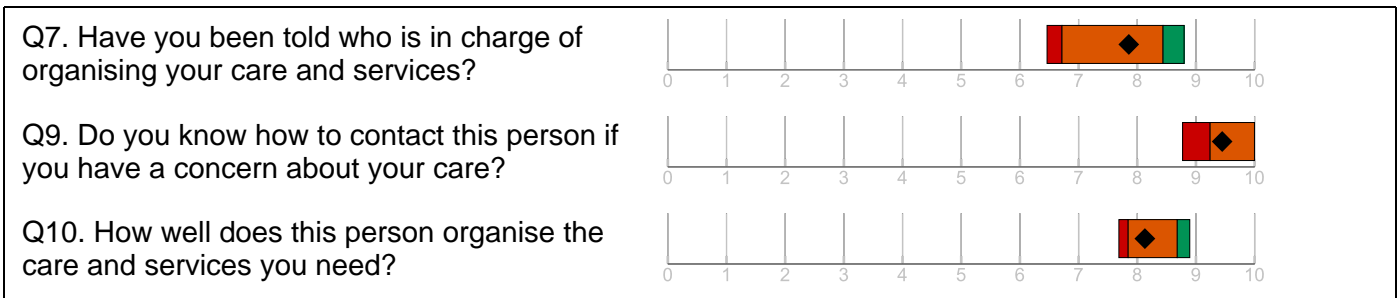 Q7. Have you been told who is in charge of
organising your care and services?
0 1 2 3 4 5 6 7 8 9 10
Q9. Do you know how to contact this person if
you have a concern about your care?
0 1 2 3 4 5 6 7 8 9 10
Q10. How well does this person organise the
care and services you need?
0 1 2 3 4 5 6 7 8 9 10